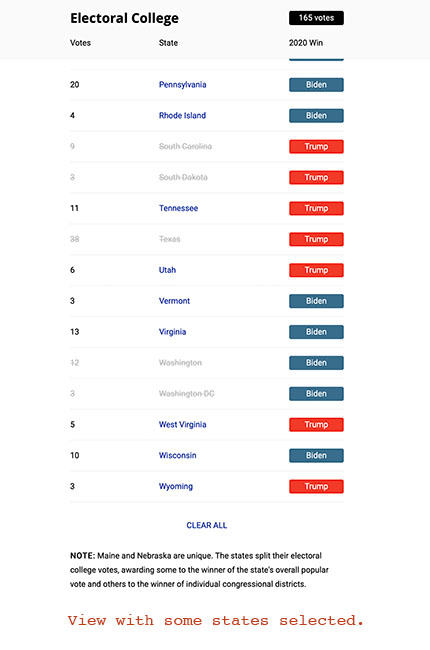 Electoral College 165 votes
Votes State 2020 Win
20 Pennsylvania Biden
4 Rhode Island Biden
9 South Carolina Trump
3 South Dakota Trump
11 Tennessee Trump
38 Texas Trump
6 Utah Trump
3 Vermont Biden
13 Virginia Biden
12 Washington Biden
3 Washington DC Biden
5 West Virginia Trump
10 Wisconsin Biden
3 Wyoming Trump
CLEAR ALL
NOTE: Maine and Nebraska are unique. The states split their electoral
college votes, awarding some to the winner of the state's overall popular
vote and others to the winner of individual congressional districts.
View with some states selected.